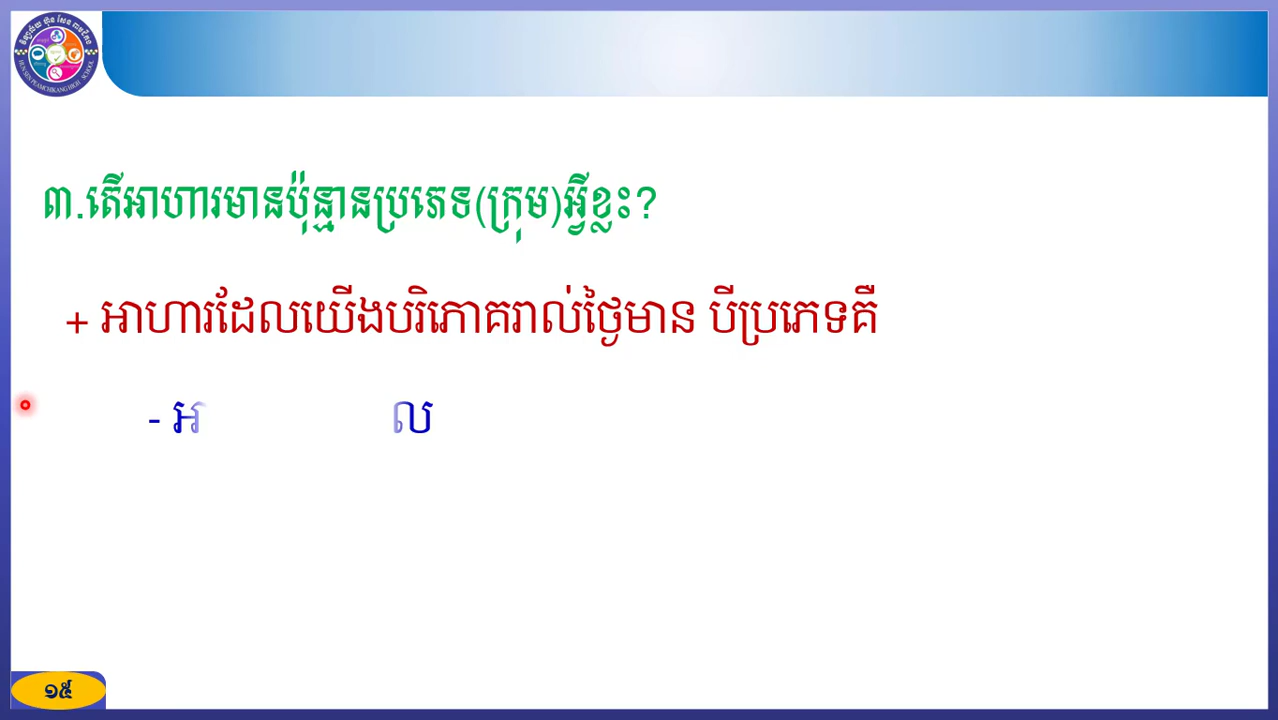 ៣.តើអាហារមានប៉ុន្មានប្រភេទ(ក្រុម)អ្វីខ្លះ?
+ អាហារដែលយើងបរិភោគរាល់ថ្ងៃមាន បីប្រភេទគឺ
- អ ល
១៥